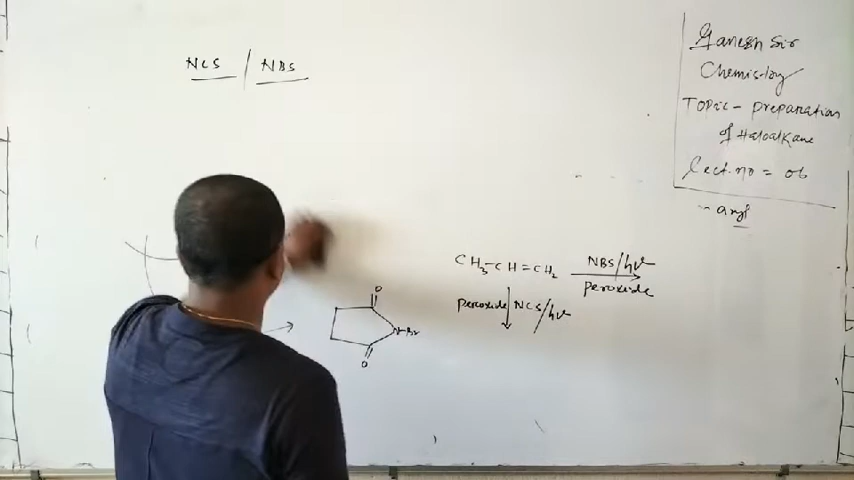 NCS / NBS
Ganesh Sir
Chemistry
Topic - preparation
of Haloalkane
Lect. no = 06
CH3-CH=CH2 NBS/hν
peroxide
peroxide NCS/hν
O
N-Br
O